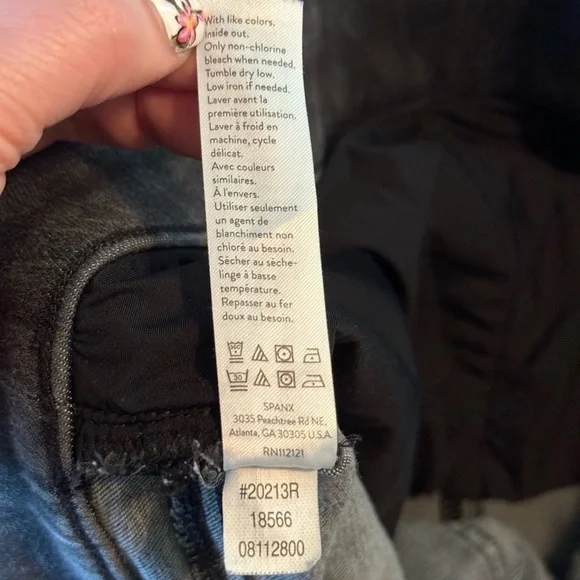 With like colors,
Inside out.
Only non-chlorine
bleach when needed.
Tumble dry low.
Low iron if needed.
Laver avant la
première utilisation.
Laver à froid en
machine, cycle
délicat.
Avec couleurs
similaires.
À l'envers.
Utiliser seulement
un agent de
blanchiment non
chloré au besoin.
Sécher au sèche-
linge à basse
température.
Repasser au fer
doux au besoin.
30
SPANX
3035 Peachtree Rd NE,
Atlanta, GA 30305 U.S.A.
RN112121
#20213R
18566
08112800